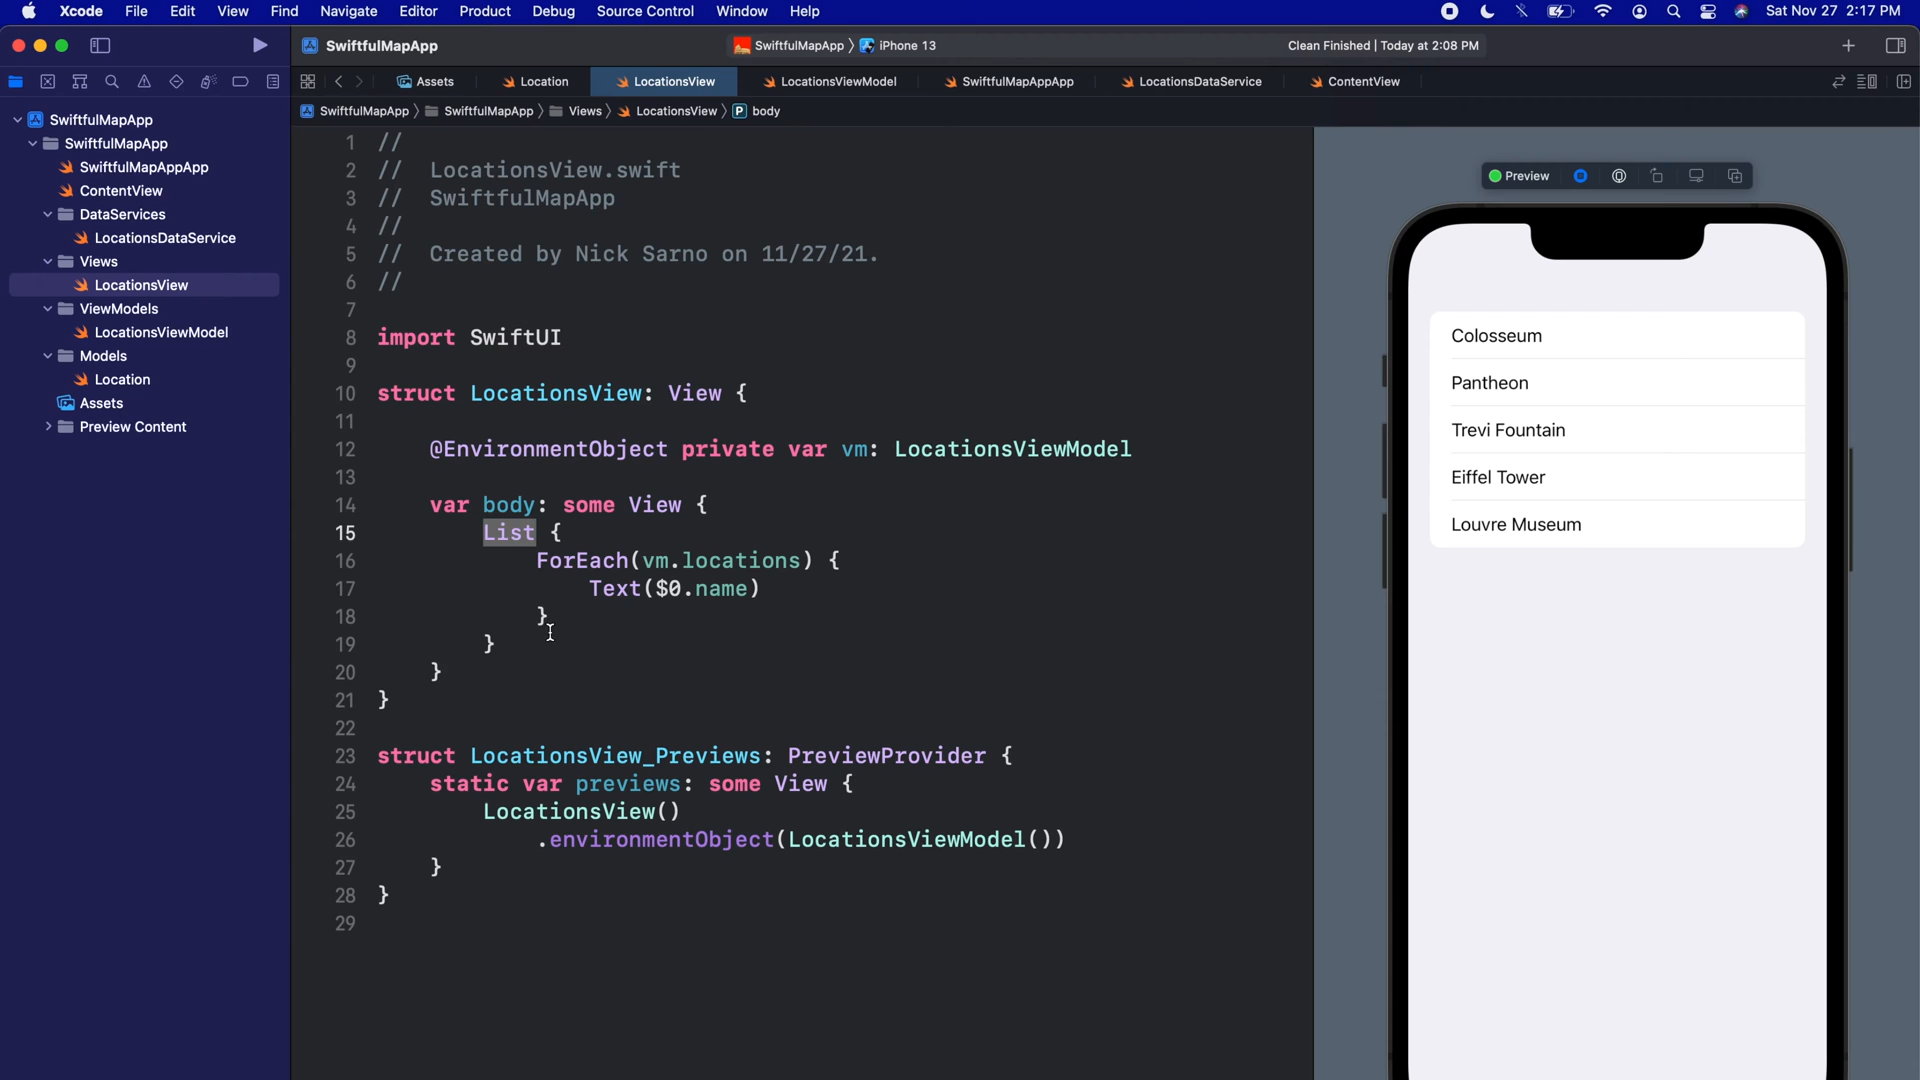 Xcode File Edit View Find Navigate Editor Product Debug Source Control Window Help Sat Nov 27 2:17 PM
SwiftfulMapApp SwiftfulMapApp iPhone 13 Clean Finished | Today at 2:08 PM
Assets Location LocationsView LocationsViewModel SwiftfulMapAppApp LocationsDataService ContentView
SwiftfulMapApp SwiftfulMapApp Views LocationsView P body
SwiftfulMapApp
SwiftfulMapApp
SwiftfulMapAppApp
ContentView
DataServices
LocationsDataService
Views
LocationsView
ViewModels
LocationsViewModel
Models
Location
Assets
Preview Content
1 //
2 // LocationsView.swift
3 // SwiftfulMapApp
4 //
5 // Created by Nick Sarno on 11/27/21.
6 //
7
8 import SwiftUI
9
10 struct LocationsView: View {
11
12 @EnvironmentObject private var vm: LocationsViewModel
13
14 var body: some View {
15 List {
16 ForEach(vm.locations) {
17 Text($0.name)
18 }
19 }
20 }
21 }
22
23 struct LocationsView_Previews: PreviewProvider {
24 static var previews: some View {
25 LocationsView()
26 .environmentObject(LocationsViewModel())
27 }
28 }
29
Preview
Colosseum
Pantheon
Trevi Fountain
Eiffel Tower
Louvre Museum